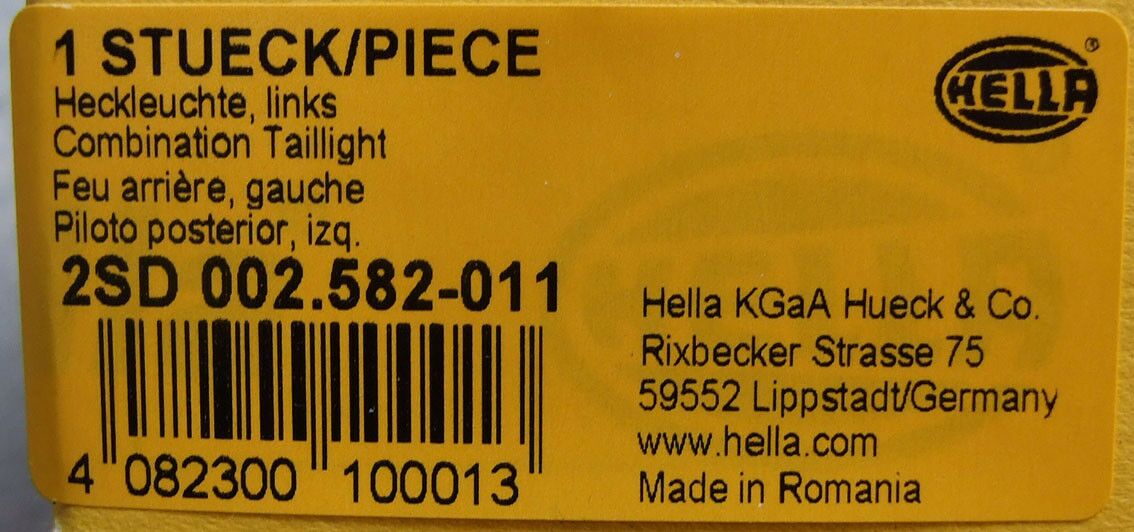 1 STUECK/PIECE
Heckleuchte, links
Combination Taillight
Feu arrière, gauche
Piloto posterior, izq.
2SD 002.582-011
4 082300 100013
HELLA®
Hella KGaA Hueck & Co.
Rixbecker Strasse 75
59552 Lippstadt/Germany
www.hella.com
Made in Romania